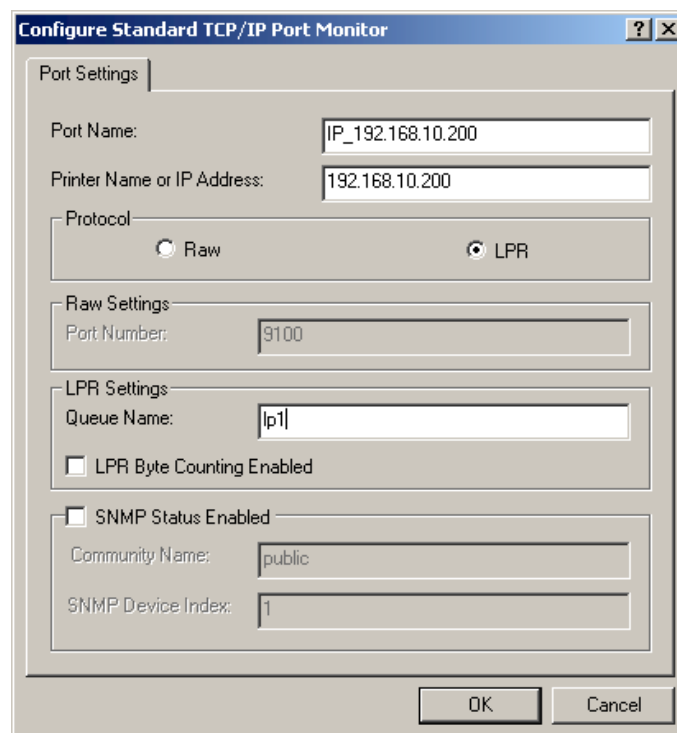 Configure Standard TCP/IP Port Monitor
Port Settings
Port Name: IP_192.168.10.200
Printer Name or IP Address: 192.168.10.200
Protocol
Raw LPR
Raw Settings
Port Number: 9100
LPR Settings
Queue Name: lp1
LPR Byte Counting Enabled
SNMP Status Enabled
Community Name: public
SNMP Device Index: 1
OK Cancel